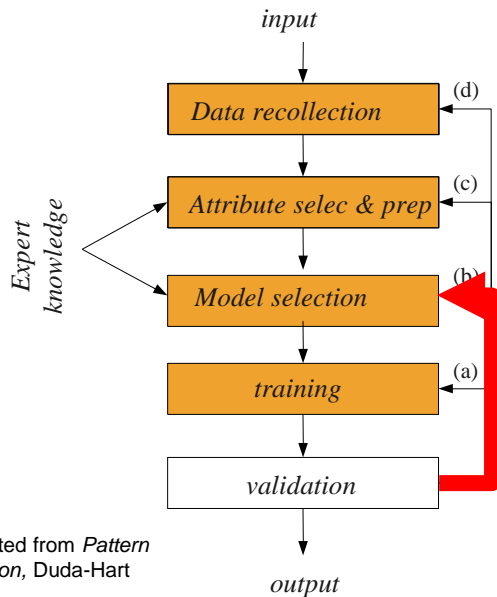 input
(d)
Data recollection
(c)
Attribute selec & prep
Expert
knowledge
(b)
Model selection
(a)
training
validation
ted from Pattern
on, Duda-Hart
output